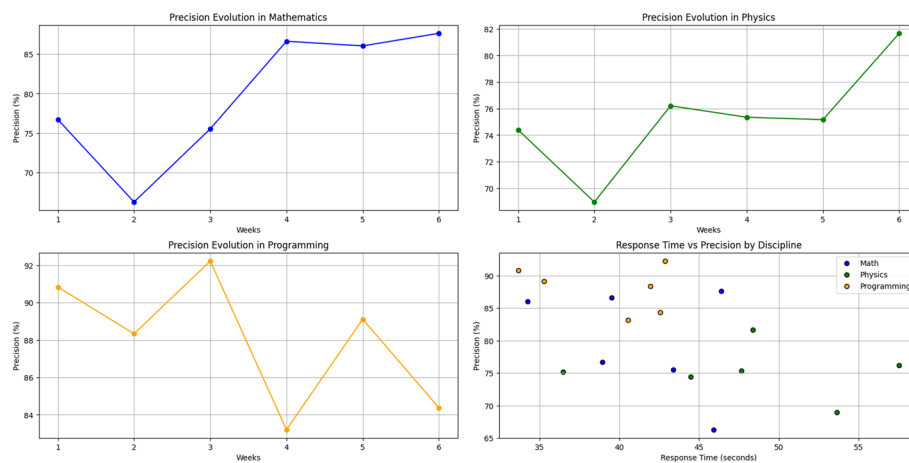 Precision Evolution in Mathematics
Precision (%)
85
80
75
70
1 2 3 4 5 6
Weeks
Precision Evolution in Physics
Precision (%)
82
80
78
76
74
72
70
1 2 3 4 5 6
Weeks
Precision Evolution in Programming
Precision (%)
92
90
88
86
84
1 2 3 4 5 6
Weeks
Response Time vs Precision by Discipline
Math
Physics
Programming
Precision (%)
95
90
85
80
75
70
65
35 40 45 50 55
Response Time (seconds)